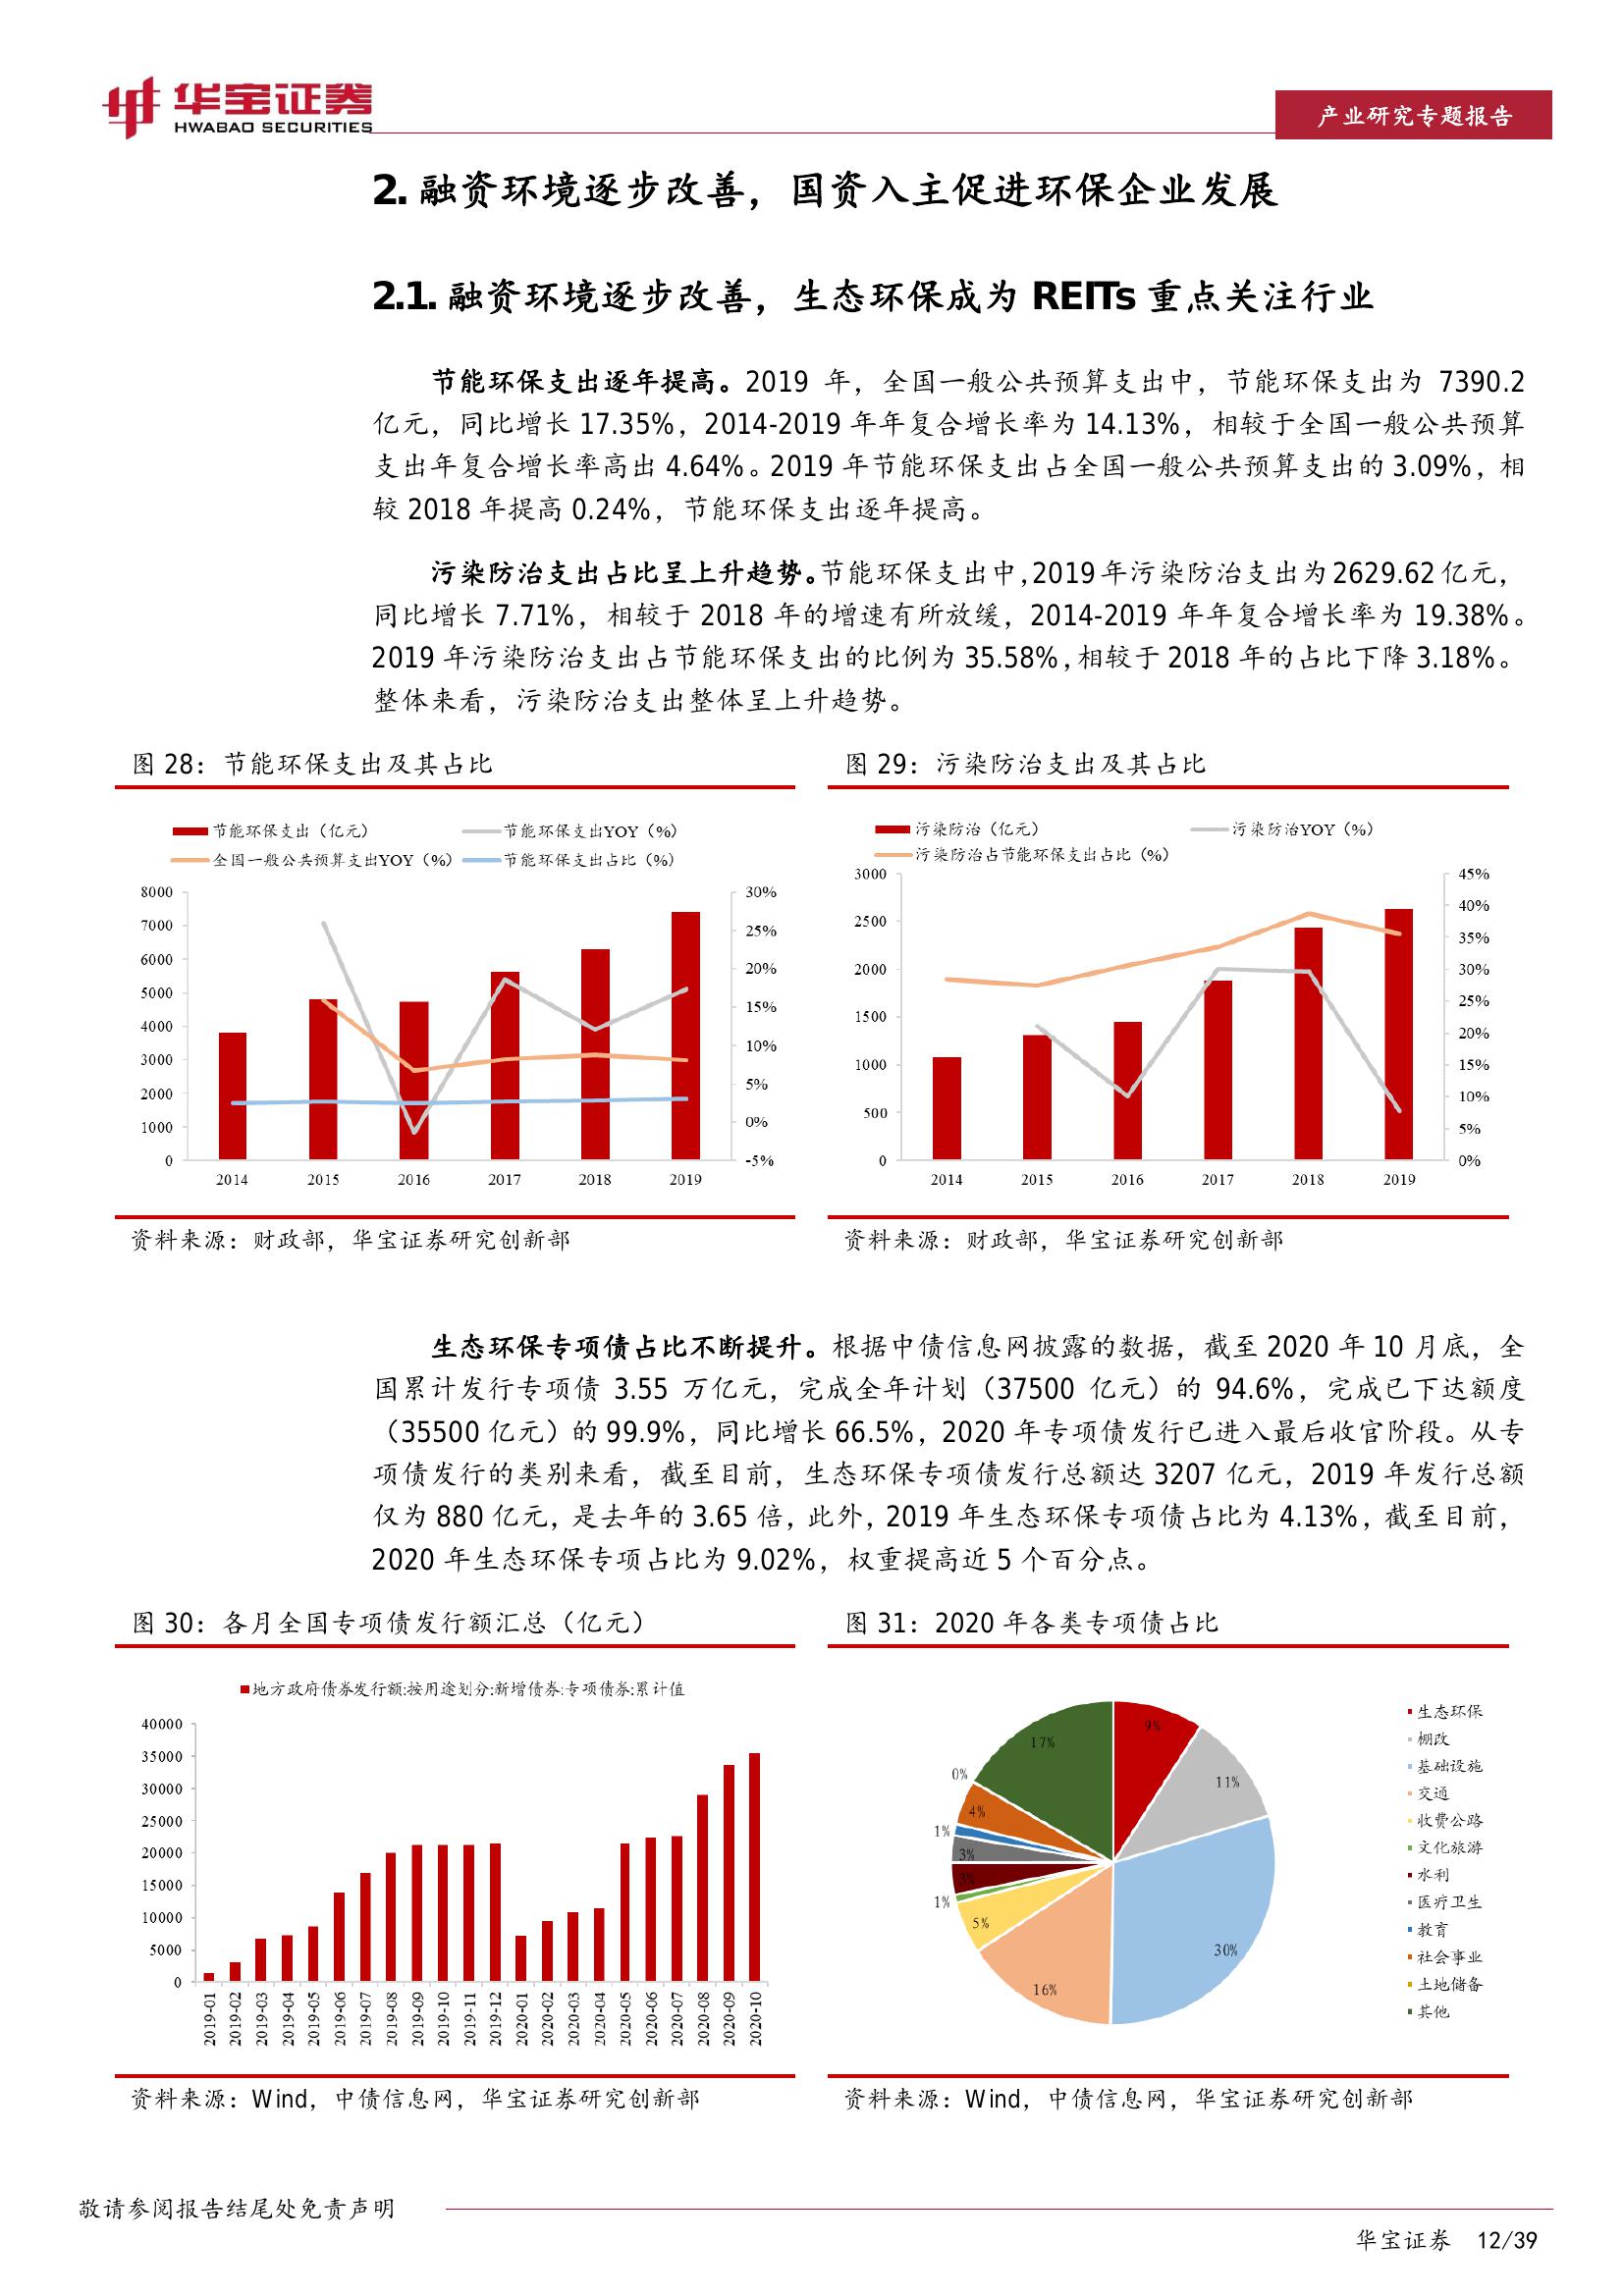 华宝证券
HWABAO SECURITIES
产业研究专题报告
2. 融资环境逐步改善，国资入主促进环保企业发展
2.1. 融资环境逐步改善，生态环保成为 REITs 重点关注行业
节能环保支出逐年提高。2019 年，全国一般公共预算支出中，节能环保支出为 7390.2
亿元，同比增长 17.35%，2014-2019 年年复合增长率为 14.13%，相较于全国一般公共预算
支出年复合增长率高出 4.64%。2019 年节能环保支出占全国一般公共预算支出的 3.09%，相
较 2018 年提高 0.24%，节能环保支出逐年提高。
污染防治支出占比呈上升趋势。节能环保支出中，2019 年污染防治支出为 2629.62 亿元，
同比增长 7.71%，相较于 2018 年的增速有所放缓，2014-2019 年年复合增长率为 19.38%。
2019 年污染防治支出占节能环保支出的比例为 35.58%，相较于 2018 年的占比下降 3.18%。
整体来看，污染防治支出整体呈上升趋势。
图 28：节能环保支出及其占比
节能环保支出（亿元）
节能环保支出YOY（%）
全国一般公共预算支出YOY（%）
节能环保支出占比（%）
8000
7000
6000
5000
4000
3000
2000
1000
0
30%
25%
20%
15%
10%
5%
0%
-5%
2014 2015 2016 2017 2018 2019
资料来源：财政部，华宝证券研究创新部
图 29：污染防治支出及其占比
污染防治（亿元）
污染防治YOY（%）
污染防治占节能环保支出占比（%）
3000
2500
2000
1500
1000
500
0
45%
40%
35%
30%
25%
20%
15%
10%
5%
0%
2014 2015 2016 2017 2018 2019
资料来源：财政部，华宝证券研究创新部
生态环保专项债占比不断提升。根据中债信息网披露的数据，截至 2020 年 10 月底，全
国累计发行专项债 3.55 万亿元，完成全年计划（37500 亿元）的 94.6%，完成已下达额度
（35500 亿元）的 99.9%，同比增长 66.5%，2020 年专项债发行已进入最后收官阶段。从专
项债发行的类别来看，截至目前，生态环保专项债发行总额达 3207 亿元，2019 年发行总额
仅为 880 亿元，是去年的 3.65 倍，此外，2019 年生态环保专项债占比为 4.13%，截至目前，
2020 年生态环保专项占比为 9.02%，权重提高近 5 个百分点。
图 30：各月全国专项债发行额汇总（亿元）
地方政府债券发行额:按用途划分:新增债券:专项债券:累计值
40000
35000
30000
25000
20000
15000
10000
5000
0
2019-01
2019-02
2019-03
2019-04
2019-05
2019-06
2019-07
2019-08
2019-09
2019-10
2019-11
2019-12
2020-01
2020-02
2020-03
2020-04
2020-05
2020-06
2020-07
2020-08
2020-09
2020-10
资料来源：Wind，中债信息网，华宝证券研究创新部
图 31：2020 年各类专项债占比
9%
11%
30%
16%
5%
1%
3%
3%
1%
4%
0%
17%
生态环保
棚改
基础设施
交通
收费公路
文化旅游
水利
医疗卫生
教育
社会事业
土地储备
其他
资料来源：Wind，中债信息网，华宝证券研究创新部
敬请参阅报告结尾处免责声明
华宝证券 12/39